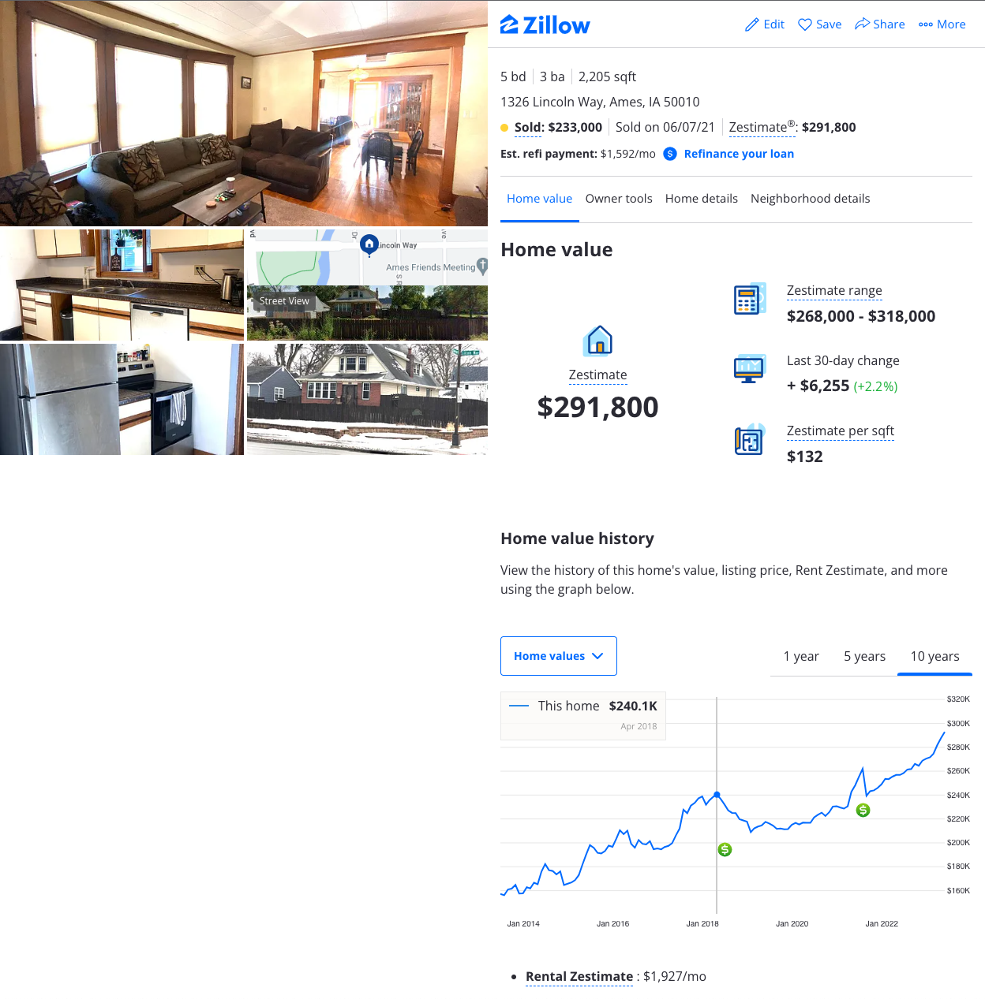 Zillow
Edit
Save
Share
More
5 bd
3 ba
2,205 sqft
1326 Lincoln Way, Ames, IA 50010
Sold: $233,000
Sold on 06/07/21
Zestimate®: $291,800
Est. refi payment: $1,592/mo
$
Refinance your loan
Home value
Owner tools
Home details
Neighborhood details
Home value
Zestimate
$291,800
Zestimate range
$268,000 - $318,000
Last 30-day change
+ $6,255 (+2.2%)
Zestimate per sqft
$132
Lincoln Way
Dr
Ames Friends Meeting
Street View
Home value history
View the history of this home's value, listing price, Rent Zestimate, and more
using the graph below.
Home values
1 year
5 years
10 years
This home $240.1K
Apr 2018
$320K
$300K
$280K
$260K
$240K
$220K
$200K
$180K
$160K
$
$
Jan 2014
Jan 2016
Jan 2018
Jan 2020
Jan 2022
Rental Zestimate : $1,927/mo